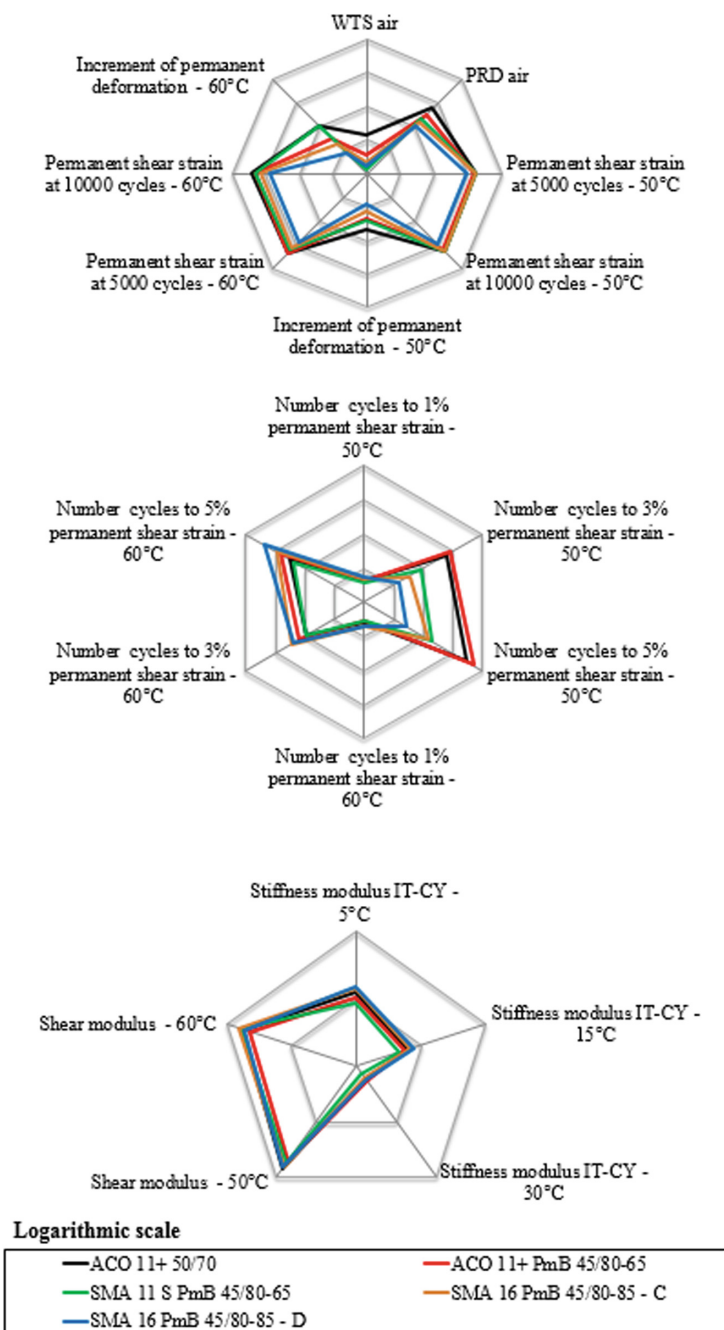 WTS air
Increment of permanent
deformation - 60°C
PRD air
Permanent shear strain
at 10000 cycles - 60°C
Permanent shear strain
at 5000 cycles - 50°C
Permanent shear strain
at 5000 cycles - 60°C
Permanent shear strain
at 10000 cycles - 50°C
Increment of permanent
deformation - 50°C
Number cycles to 1%
permanent shear strain -
50°C
Number cycles to 5%
permanent shear strain -
60°C
Number cycles to 3%
permanent shear strain -
50°C
Number cycles to 3%
permanent shear strain -
60°C
Number cycles to 5%
permanent shear strain -
50°C
Number cycles to 1%
permanent shear strain -
60°C
Stiffness modulus IT-CY -
5°C
Shear modulus - 60°C
Stiffness modulus IT-CY -
15°C
Shear modulus - 50°C
Stiffness modulus IT-CY -
30°C
Logarithmic scale
ACO 11+ 50/70
ACO 11+ PmB 45/80-65
SMA 11 S PmB 45/80-65
SMA 16 PmB 45/80-85 - C
SMA 16 PmB 45/80-85 - D